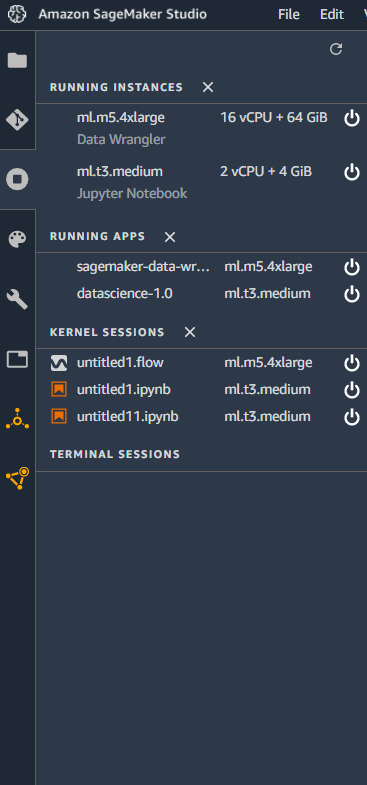 Amazon SageMaker Studio File Edit
RUNNING INSTANCES
ml.m5.4xlarge 16 vCPU + 64 GiB
Data Wrangler
ml.t3.medium 2 vCPU + 4 GiB
Jupyter Notebook
RUNNING APPS
sagemaker-data-wr... ml.m5.4xlarge
datascience-1.0 ml.t3.medium
KERNEL SESSIONS
untitled1.flow ml.m5.4xlarge
untitled1.ipynb ml.t3.medium
untitled11.ipynb ml.t3.medium
TERMINAL SESSIONS